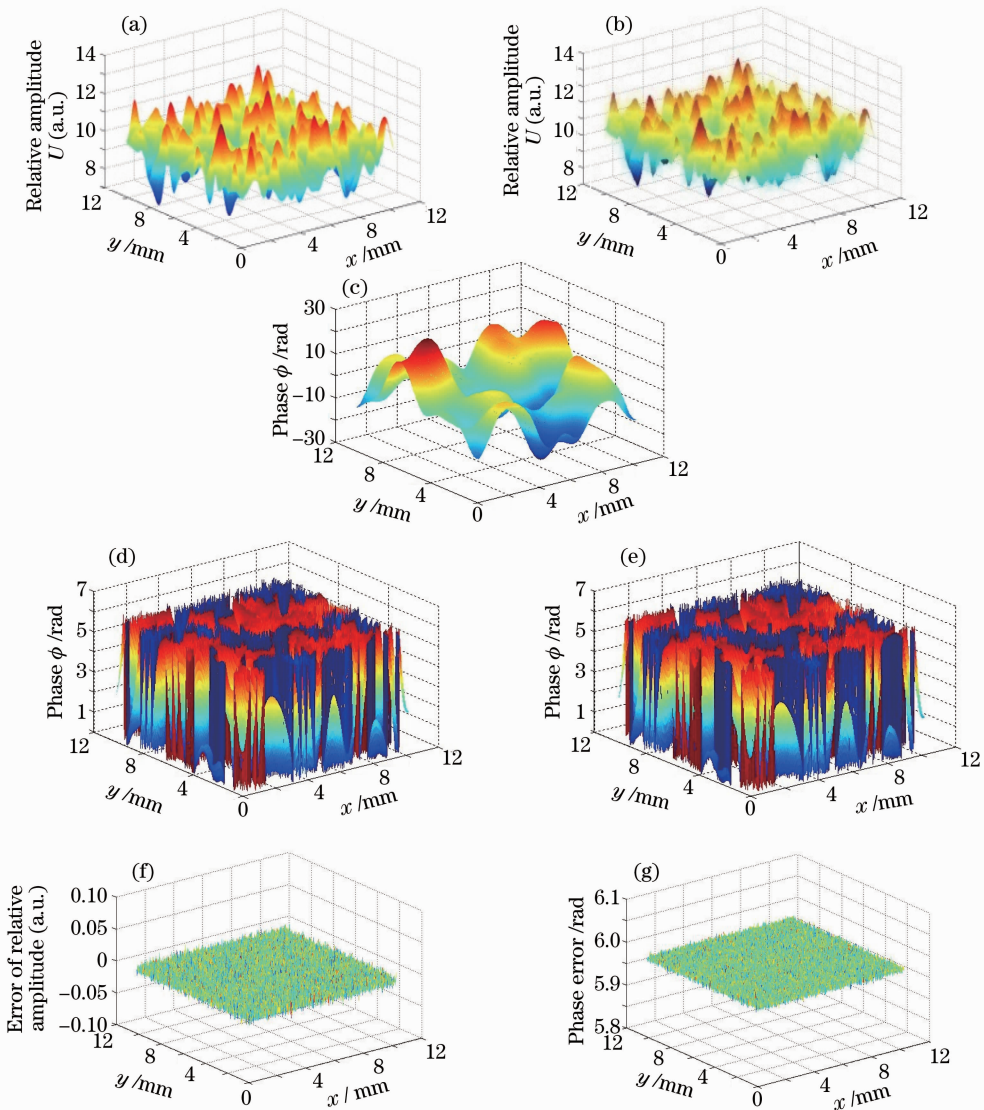 (a)
Relative amplitude
U (a.u.)
14
12
10
8
12
8
4
0
y /mm
4
8
12
x /mm
(b)
Relative amplitude
U (a.u.)
14
12
10
8
12
8
4
0
y /mm
4
8
12
x /mm
(c)
Phase ϕ /rad
30
10
−10
−30
12
8
4
0
y /mm
4
8
12
x /mm
(d)
Phase ϕ /rad
7
5
3
1
12
8
4
0
y /mm
4
8
12
x /mm
(e)
Phase ϕ /rad
7
5
3
1
12
8
4
0
y /mm
4
8
12
x /mm
(f)
Error of relative
amplitude (a.u.)
0.10
0.05
0
−0.05
−0.10
12
8
4
0
y /mm
4
8
12
x / mm
(g)
Phase error /rad
6.1
6.0
5.9
5.8
12
8
4
0
y /mm
4
8
12
x /mm